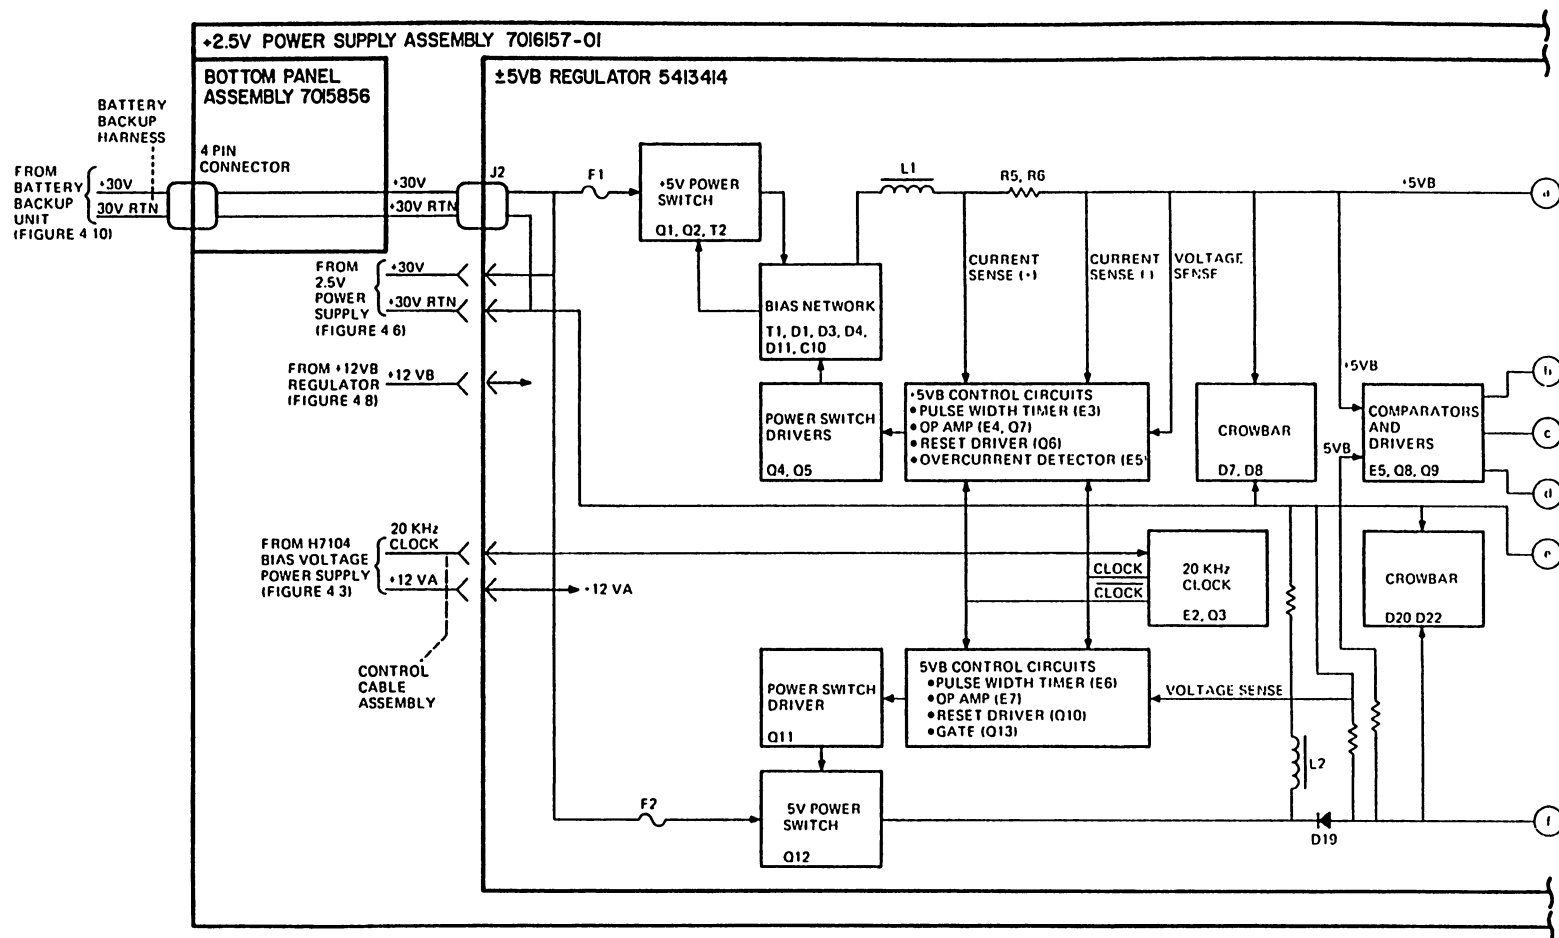 +2.5V POWER SUPPLY ASSEMBLY 7016157-01
BOTTOM PANEL
ASSEMBLY 7015856
±5VB REGULATOR 5413414
BATTERY
BACKUP
HARNESS
4 PIN
CONNECTOR
FROM
BATTERY
BACKUP
UNIT
(FIGURE 4 10)
+30V
30V RTN
+30V
+30V RTN
J2
F1
+5V POWER
SWITCH
Q1, Q2, T2
L1
R5, R6
+5VB
a
CURRENT
SENSE (+)
CURRENT
SENSE (-)
VOLTAGE
SENSE
FROM
2.5V
POWER
SUPPLY
(FIGURE 4 6)
+30V
+30V RTN
BIAS NETWORK
T1, D1, D3, D4,
D11, C10
FROM +12VB
REGULATOR
(FIGURE 4 8)
+12 VB
POWER SWITCH
DRIVERS
Q4, Q5
+5VB CONTROL CIRCUITS
• PULSE WIDTH TIMER (E3)
• OP AMP (E4, Q7)
• RESET DRIVER (Q6)
• OVERCURRENT DETECTOR (E5)
CROWBAR
D7, D8
+5VB
5VB
COMPARATORS
AND
DRIVERS
E5, Q8, Q9
b
c
d
e
FROM H7104
BIAS VOLTAGE
POWER SUPPLY
(FIGURE 4 3)
20 KHz
CLOCK
+12 VA
+12 VA
CLOCK
CLOCK
20 KHz
CLOCK
E2, Q3
CROWBAR
D20 D22
CONTROL
CABLE
ASSEMBLY
POWER SWITCH
DRIVER
Q11
5VB CONTROL CIRCUITS
• PULSE WIDTH TIMER (E6)
• OP AMP (E7)
• RESET DRIVER (Q10)
• GATE (Q13)
VOLTAGE SENSE
L2
F2
5V POWER
SWITCH
Q12
D19
f